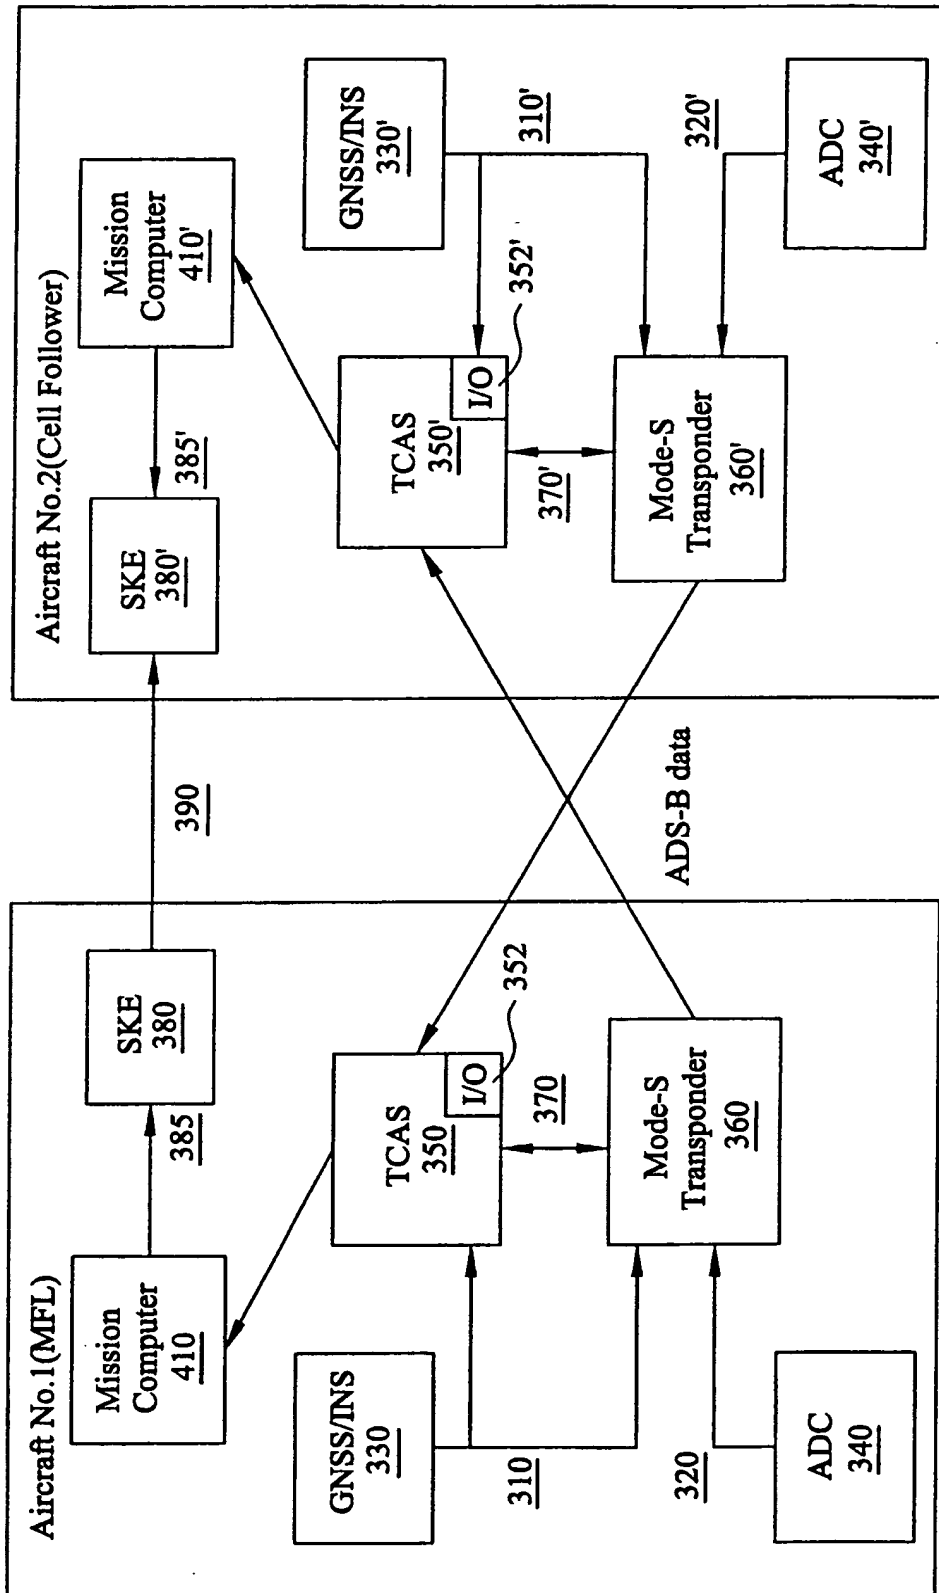 Aircraft No.1(MFL)
Mission
Computer
410
385
SKE
380
390
GNSS/INS
330
310
TCAS
350
I/O
352
370
ADC
340
320
Mode-S
Transponder
360
ADS-B data
Aircraft No.2(Cell Follower)
SKE
380'
385'
Mission
Computer
410'
TCAS
350'
I/O
352'
370'
GNSS/INS
330'
310'
Mode-S
Transponder
360'
320'
ADC
340'